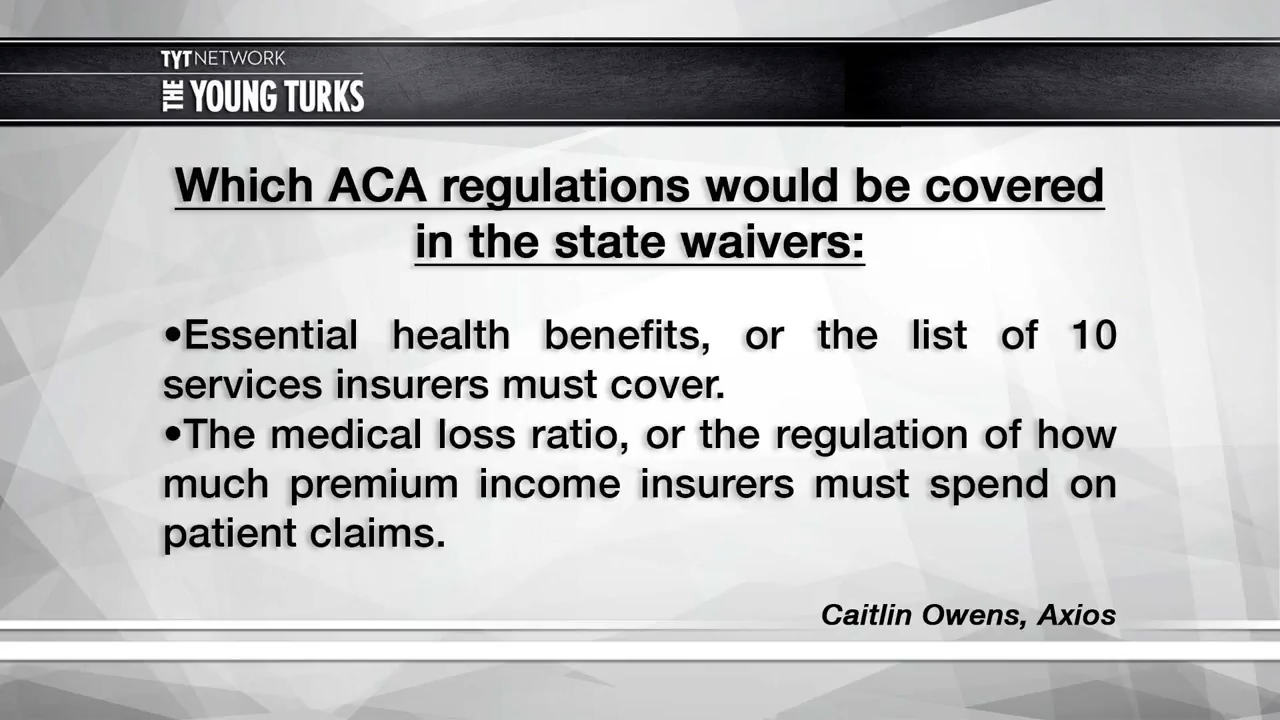 TYT NETWORK
THE YOUNG TURKS
Which ACA regulations would be covered
in the state waivers:
•Essential health benefits, or the list of 10
services insurers must cover.
•The medical loss ratio, or the regulation of how
much premium income insurers must spend on
patient claims.
Caitlin Owens, Axios